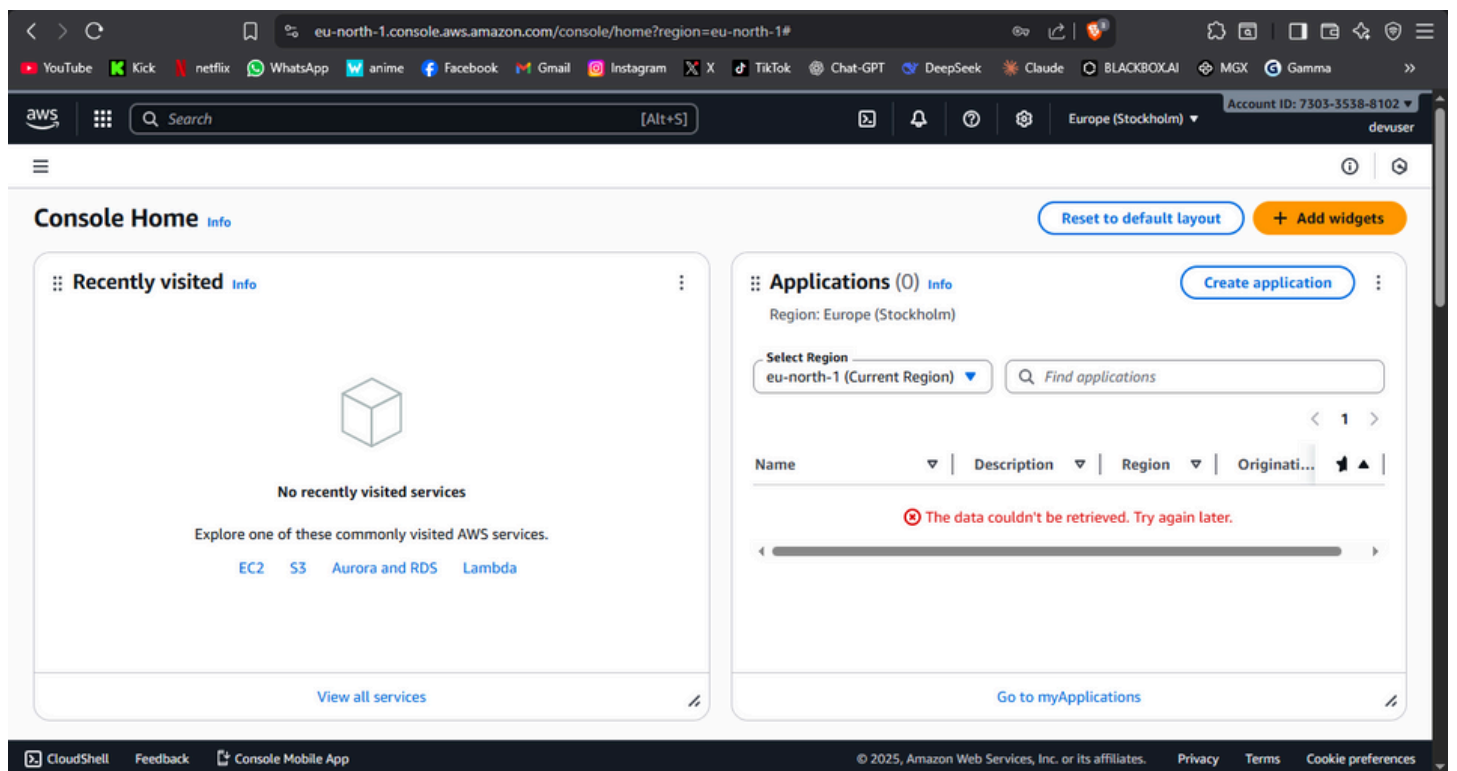 eu-north-1.console.aws.amazon.com/console/home?region=eu-north-1#
YouTube Kick netflix WhatsApp anime Facebook Gmail Instagram X TikTok Chat-GPT DeepSeek Claude BLACKBOX.AI MGX Gamma »
aws Search [Alt+S] Europe (Stockholm) Account ID: 7303-3538-8102
devuser
Console Home Info Reset to default layout + Add widgets
Recently visited Info
No recently visited services
Explore one of these commonly visited AWS services.
EC2 S3 Aurora and RDS Lambda
View all services
Applications (0) Info Create application
Region: Europe (Stockholm)
Select Region
eu-north-1 (Current Region) Find applications
1
Name Description Region Originati...
The data couldn't be retrieved. Try again later.
Go to myApplications
CloudShell Feedback Console Mobile App © 2025, Amazon Web Services, Inc. or its affiliates. Privacy Terms Cookie preferences